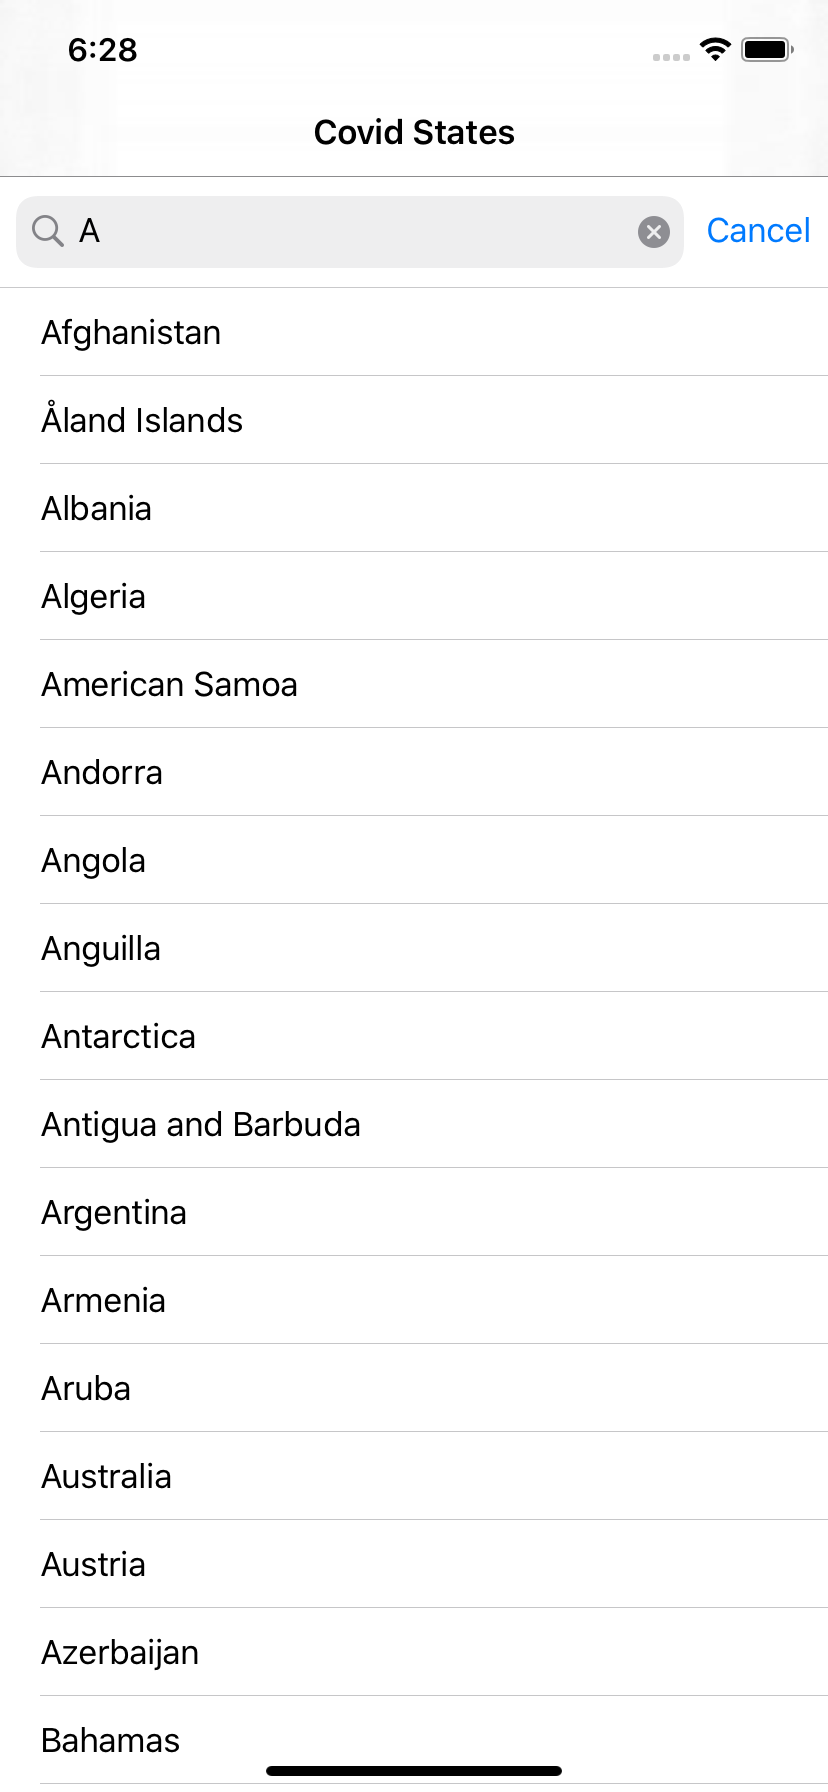 6:28
Covid States
A
Cancel
Afghanistan
Åland Islands
Albania
Algeria
American Samoa
Andorra
Angola
Anguilla
Antarctica
Antigua and Barbuda
Argentina
Armenia
Aruba
Australia
Austria
Azerbaijan
Bahamas